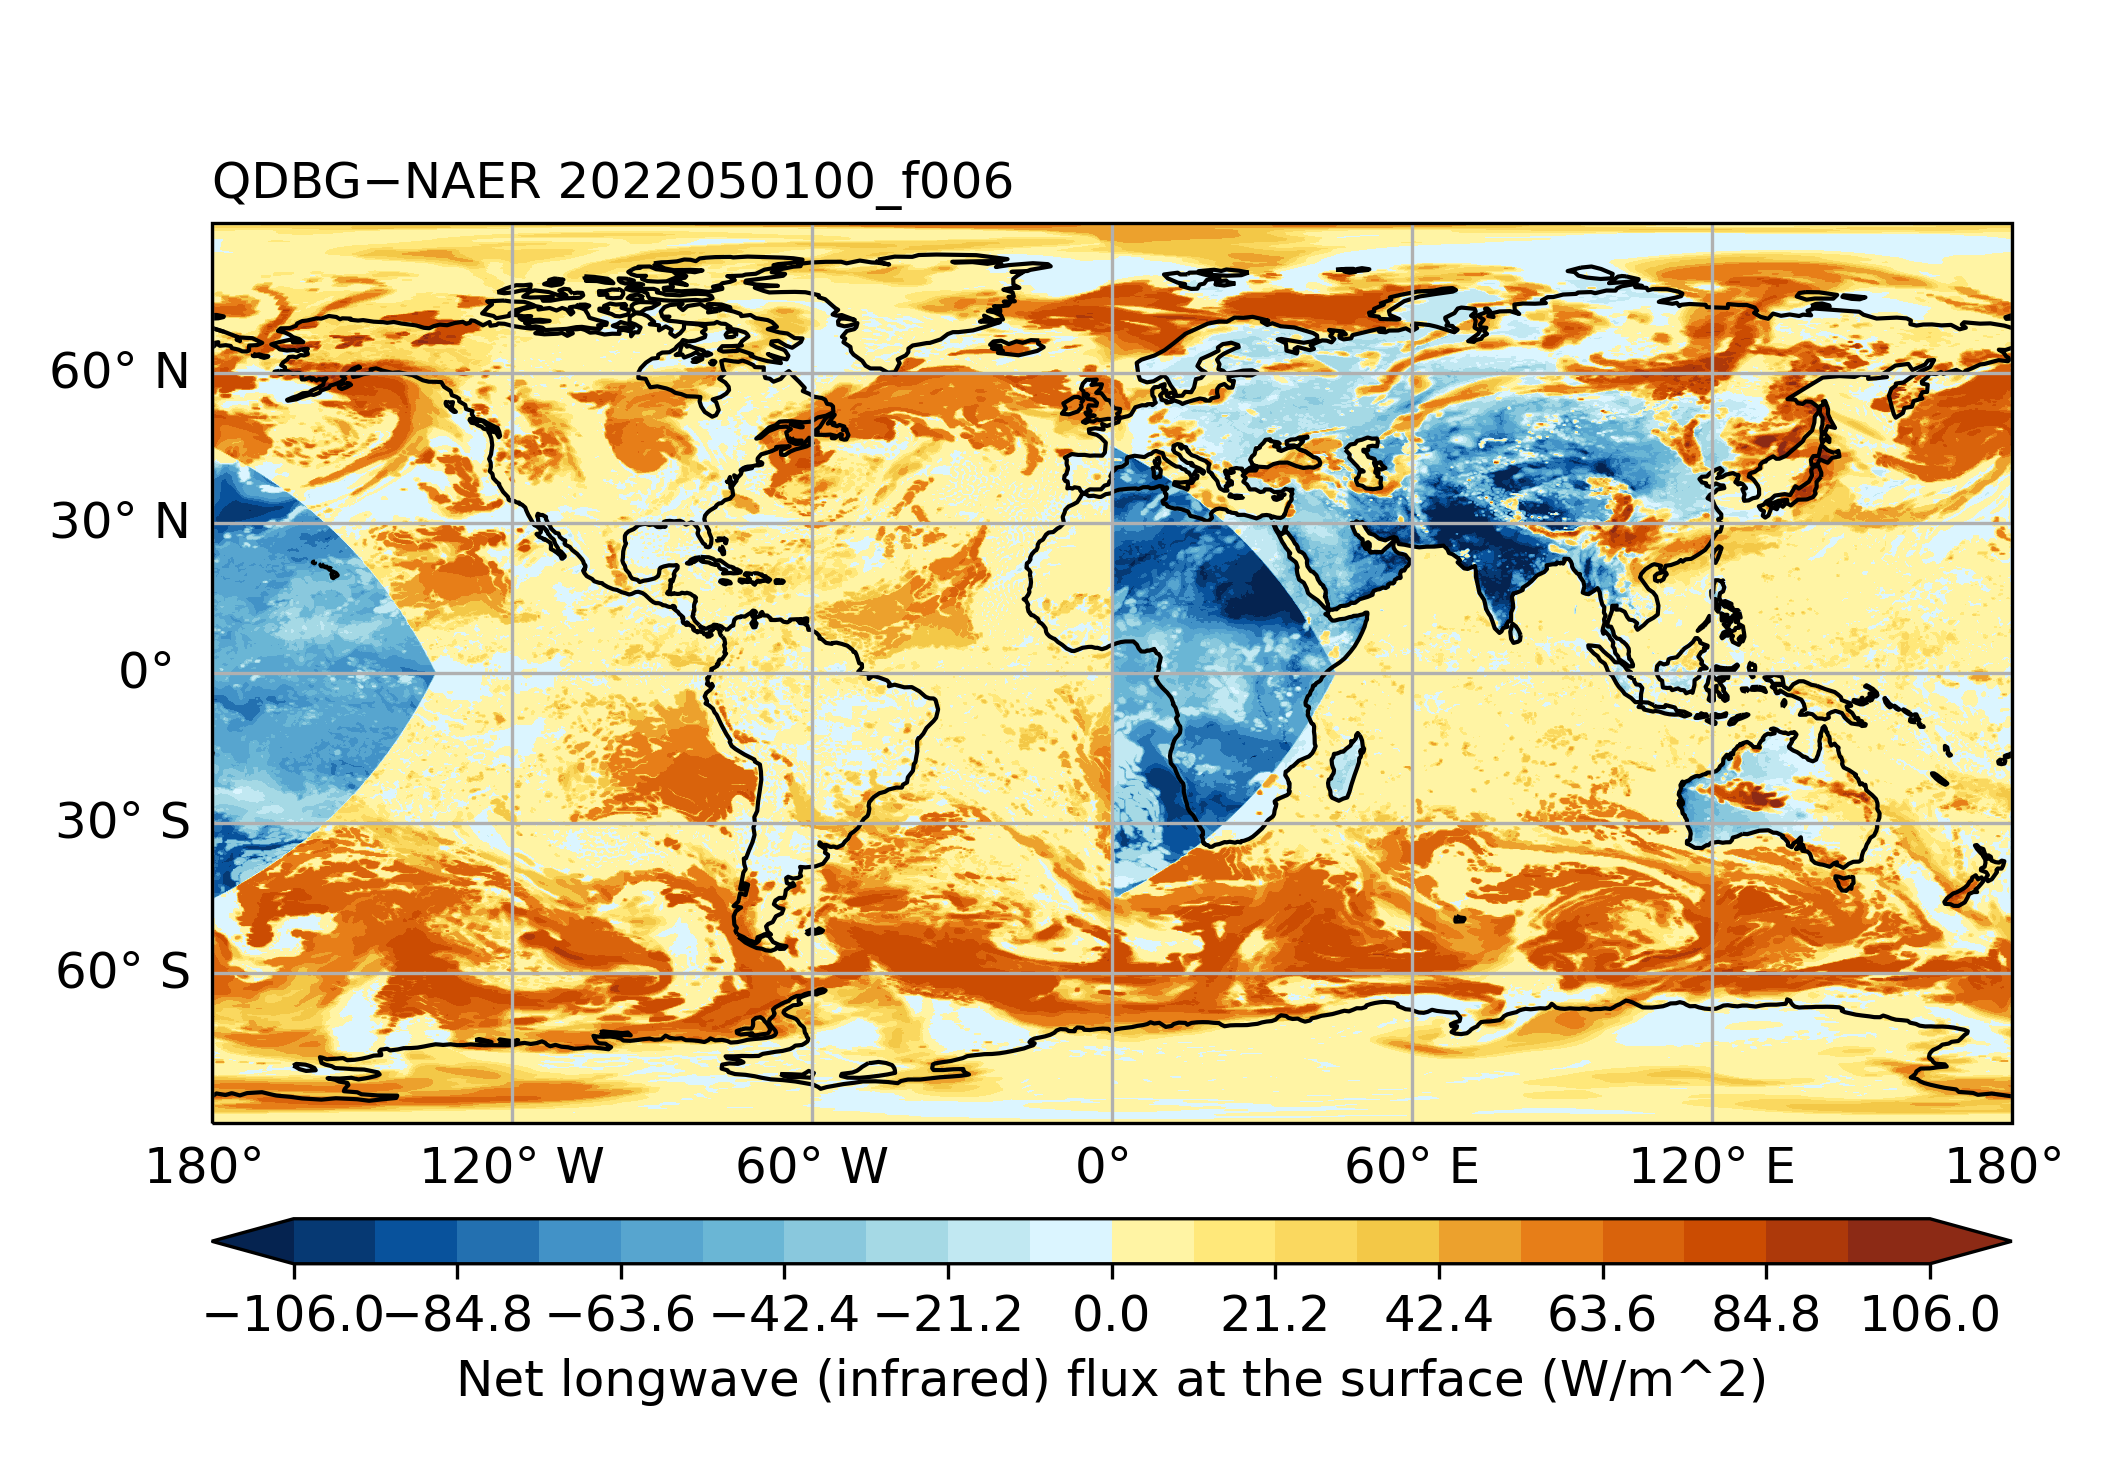 QDBG−NAER 2022050100_f006
60° N
30° N
0°
30° S
60° S
180° 120° W 60° W 0° 60° E 120° E 180°
−106.0 −84.8 −63.6 −42.4 −21.2 0.0 21.2 42.4 63.6 84.8 106.0
Net longwave (infrared) flux at the surface (W/m^2)